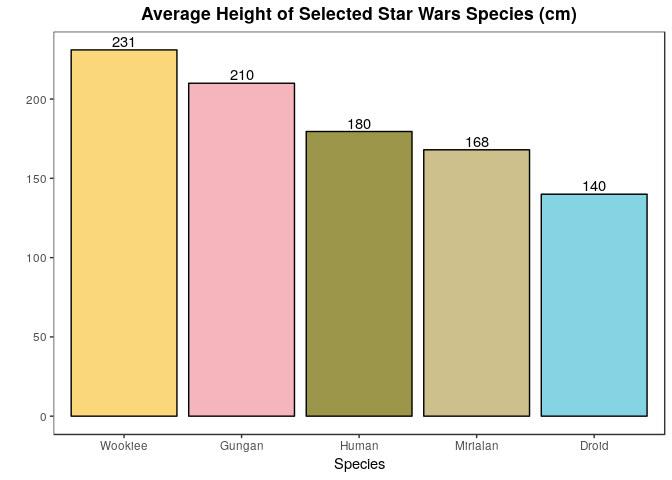 Average Height of Selected Star Wars Species (cm)
231
210
180
168
140
200
150
100
50
0
Wookiee
Gungan
Human
Mirialan
Droid
Species